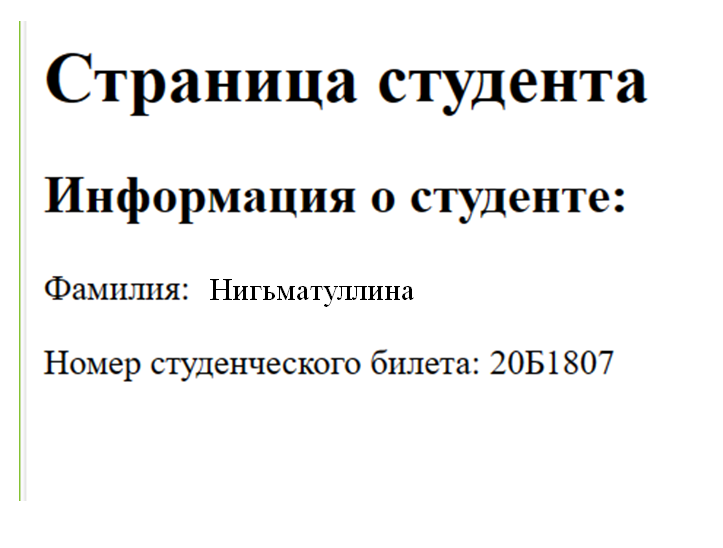 Страница студента
Информация о студенте:
Фамилия: Нигьматуллина
Номер студенческого билета: 20Б1807